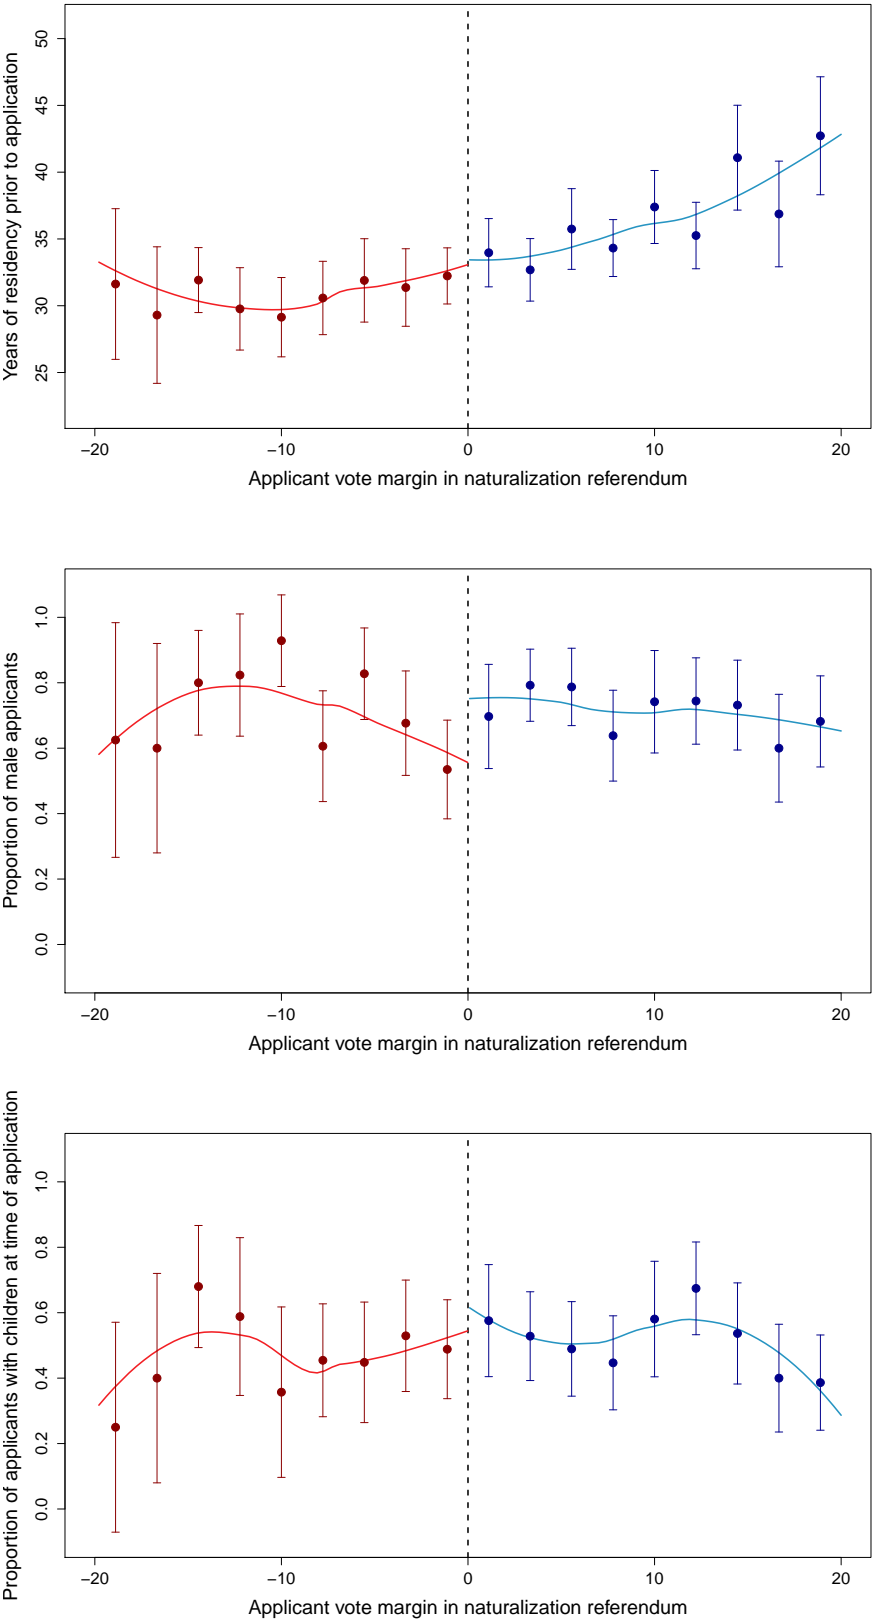 Years of residency prior to application
50
45
40
35
30
25
−20 −10 0 10 20
Applicant vote margin in naturalization referendum
Proportion of male applicants
1.0
0.8
0.6
0.4
0.2
0.0
−20 −10 0 10 20
Applicant vote margin in naturalization referendum
Proportion of applicants with children at time of application
1.0
0.8
0.6
0.4
0.2
0.0
−20 −10 0 10 20
Applicant vote margin in naturalization referendum